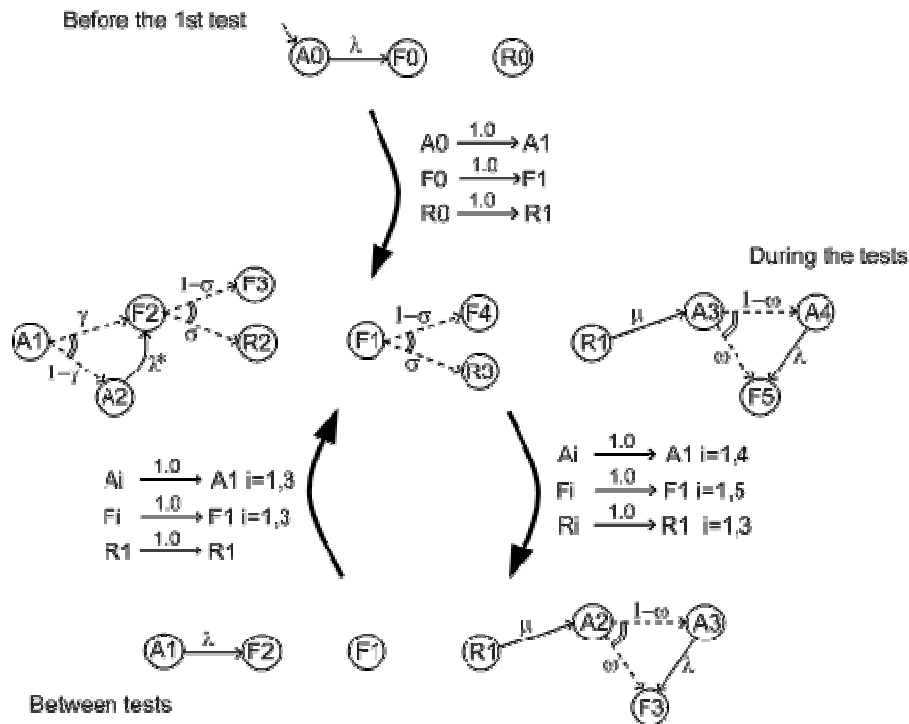 Before the 1st test
A0 λ F0 R0
A0 1.0 A1
F0 1.0 F1
R0 1.0 R1
During the tests
A1 γ F2 1-σ F3
1-γ A2 λ* σ R2
F1 1-σ F4
σ R3
R1 μ A3 1-ω A4
ω F5 λ
Ai 1.0 A1 i=1,3
Fi 1.0 F1 i=1,3
R1 1.0 R1
Ai 1.0 A1 i=1,4
Fi 1.0 F1 i=1,5
Ri 1.0 R1 i=1,3
A1 λ F2 F1 R1 μ A2 1-ω A3
ω F3 λ
Between tests